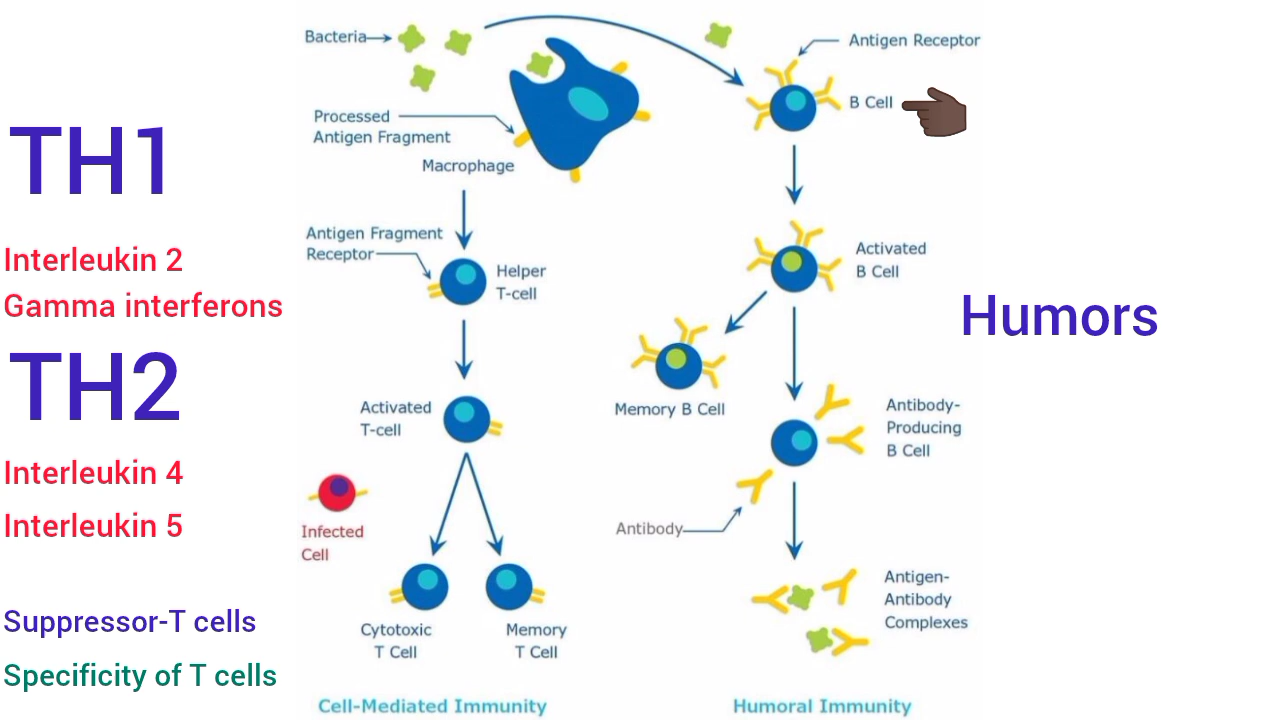 TH1
Interleukin 2
Gamma interferons
TH2
Interleukin 4
Interleukin 5
Suppressor-T cells
Specificity of T cells
Bacteria
Processed
Antigen Fragment
Macrophage
Antigen Fragment
Receptor
Helper
T-cell
Activated
T-cell
Infected
Cell
Cytotoxic
T Cell
Memory
T Cell
Cell-Mediated Immunity
Antigen Receptor
B Cell
Activated
B Cell
Memory B Cell
Antibody-
Producing
B Cell
Antibody
Antigen-
Antibody
Complexes
Humoral Immunity
Humors